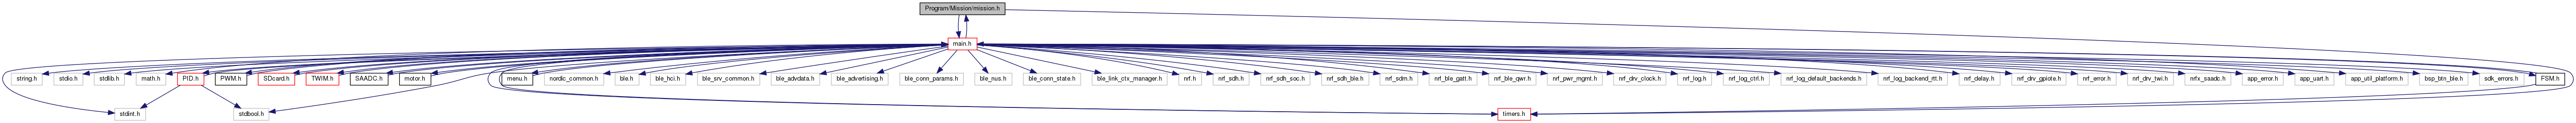 Program/Mission/mission.h
main.h
string.h
stdio.h
stdlib.h
math.h
PID.h
PWM.h
SDcard.h
TWIM.h
SAADC.h
motor.h
menu.h
nordic_common.h
ble.h
ble_hci.h
ble_srv_common.h
ble_advdata.h
ble_advertising.h
ble_conn_params.h
ble_nus.h
ble_conn_state.h
ble_link_ctx_manager.h
nrf.h
nrf_sdh.h
nrf_sdh_soc.h
nrf_sdh_ble.h
nrf_sdm.h
nrf_ble_gatt.h
nrf_ble_qwr.h
nrf_pwr_mgmt.h
nrf_drv_clock.h
nrf_log.h
nrf_log_ctrl.h
nrf_log_default_backends.h
nrf_log_backend_rtt.h
nrf_delay.h
nrf_drv_gpiote.h
nrf_error.h
nrf_drv_twi.h
nrfx_saadc.h
app_error.h
app_uart.h
app_util_platform.h
bsp_btn_ble.h
sdk_errors.h
FSM.h
stdint.h
stdbool.h
timers.h